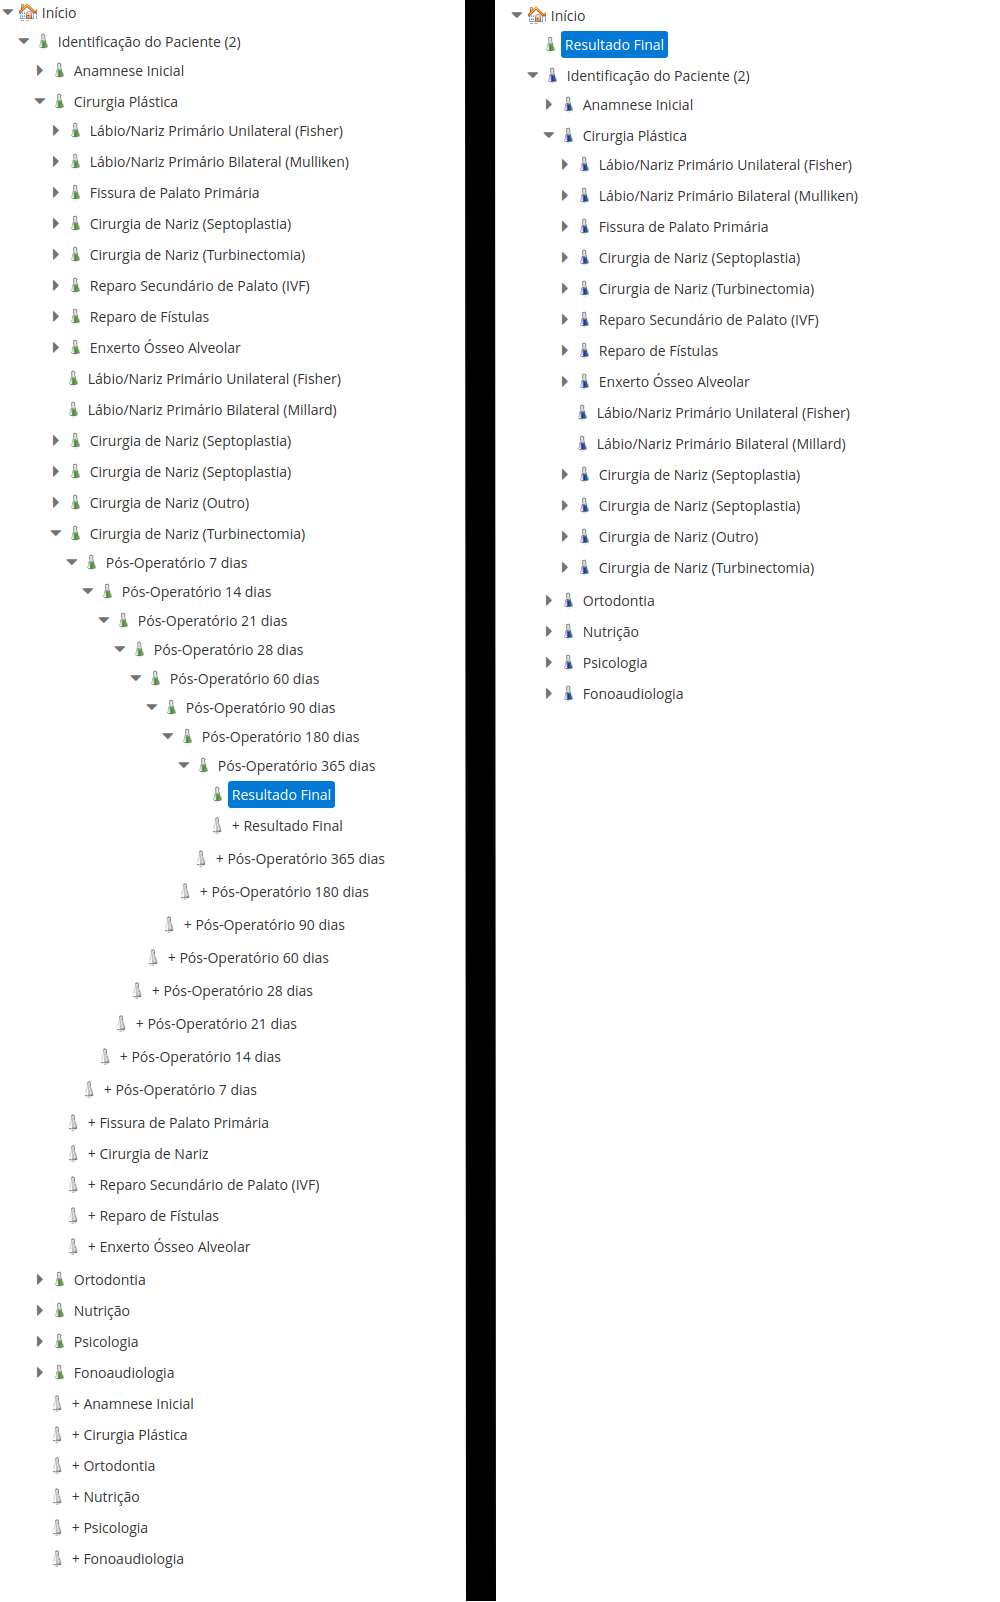 Início
Identificação do Paciente (2)
Anamnese Inicial
Cirurgia Plástica
Lábio/Nariz Primário Unilateral (Fisher)
Lábio/Nariz Primário Bilateral (Mulliken)
Fissura de Palato Primária
Cirurgia de Nariz (Septoplastia)
Cirurgia de Nariz (Turbinectomia)
Reparo Secundário de Palato (IVF)
Reparo de Fístulas
Enxerto Ósseo Alveolar
Lábio/Nariz Primário Unilateral (Fisher)
Lábio/Nariz Primário Bilateral (Millard)
Cirurgia de Nariz (Septoplastia)
Cirurgia de Nariz (Septoplastia)
Cirurgia de Nariz (Outro)
Cirurgia de Nariz (Turbinectomia)
Pós-Operatório 7 dias
Pós-Operatório 14 dias
Pós-Operatório 21 dias
Pós-Operatório 28 dias
Pós-Operatório 60 dias
Pós-Operatório 90 dias
Pós-Operatório 180 dias
Pós-Operatório 365 dias
Resultado Final
+ Resultado Final
+ Pós-Operatório 365 dias
+ Pós-Operatório 180 dias
+ Pós-Operatório 90 dias
+ Pós-Operatório 60 dias
+ Pós-Operatório 28 dias
+ Pós-Operatório 21 dias
+ Pós-Operatório 14 dias
+ Pós-Operatório 7 dias
+ Fissura de Palato Primária
+ Cirurgia de Nariz
+ Reparo Secundário de Palato (IVF)
+ Reparo de Fístulas
+ Enxerto Ósseo Alveolar
Ortodontia
Nutrição
Psicologia
Fonoaudiologia
+ Anamnese Inicial
+ Cirurgia Plástica
+ Ortodontia
+ Nutrição
+ Psicologia
+ Fonoaudiologia
Início
Resultado Final
Identificação do Paciente (2)
Anamnese Inicial
Cirurgia Plástica
Lábio/Nariz Primário Unilateral (Fisher)
Lábio/Nariz Primário Bilateral (Mulliken)
Fissura de Palato Primária
Cirurgia de Nariz (Septoplastia)
Cirurgia de Nariz (Turbinectomia)
Reparo Secundário de Palato (IVF)
Reparo de Fístulas
Enxerto Ósseo Alveolar
Lábio/Nariz Primário Unilateral (Fisher)
Lábio/Nariz Primário Bilateral (Millard)
Cirurgia de Nariz (Septoplastia)
Cirurgia de Nariz (Septoplastia)
Cirurgia de Nariz (Outro)
Cirurgia de Nariz (Turbinectomia)
Ortodontia
Nutrição
Psicologia
Fonoaudiologia